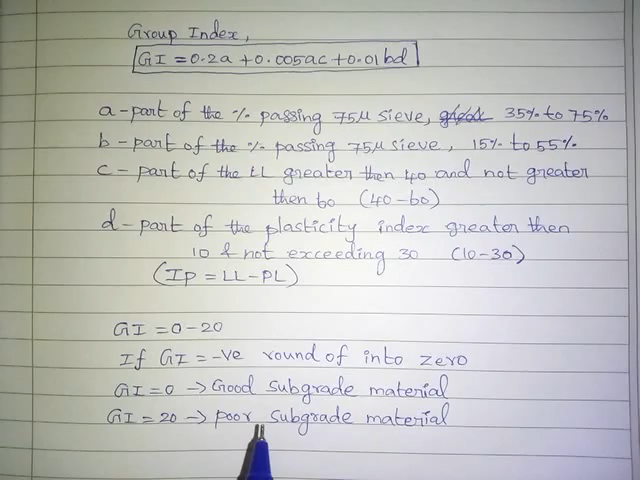 Group Index,
GI = 0.2a + 0.005ac + 0.01bd
a - part of the % passing 75μ sieve, 35% to 75%
b - part of the % passing 75μ sieve, 15% to 55%
c - part of the LL greater then 40 and not greater
then 60 (40-60)
d - part of the plasticity index greater then
10 & not exceeding 30 (10-30)
(Ip = LL - PL)
GI = 0 - 20
If GI = -ve round of into zero
GI = 0 → Good subgrade material
GI = 20 → poor subgrade material